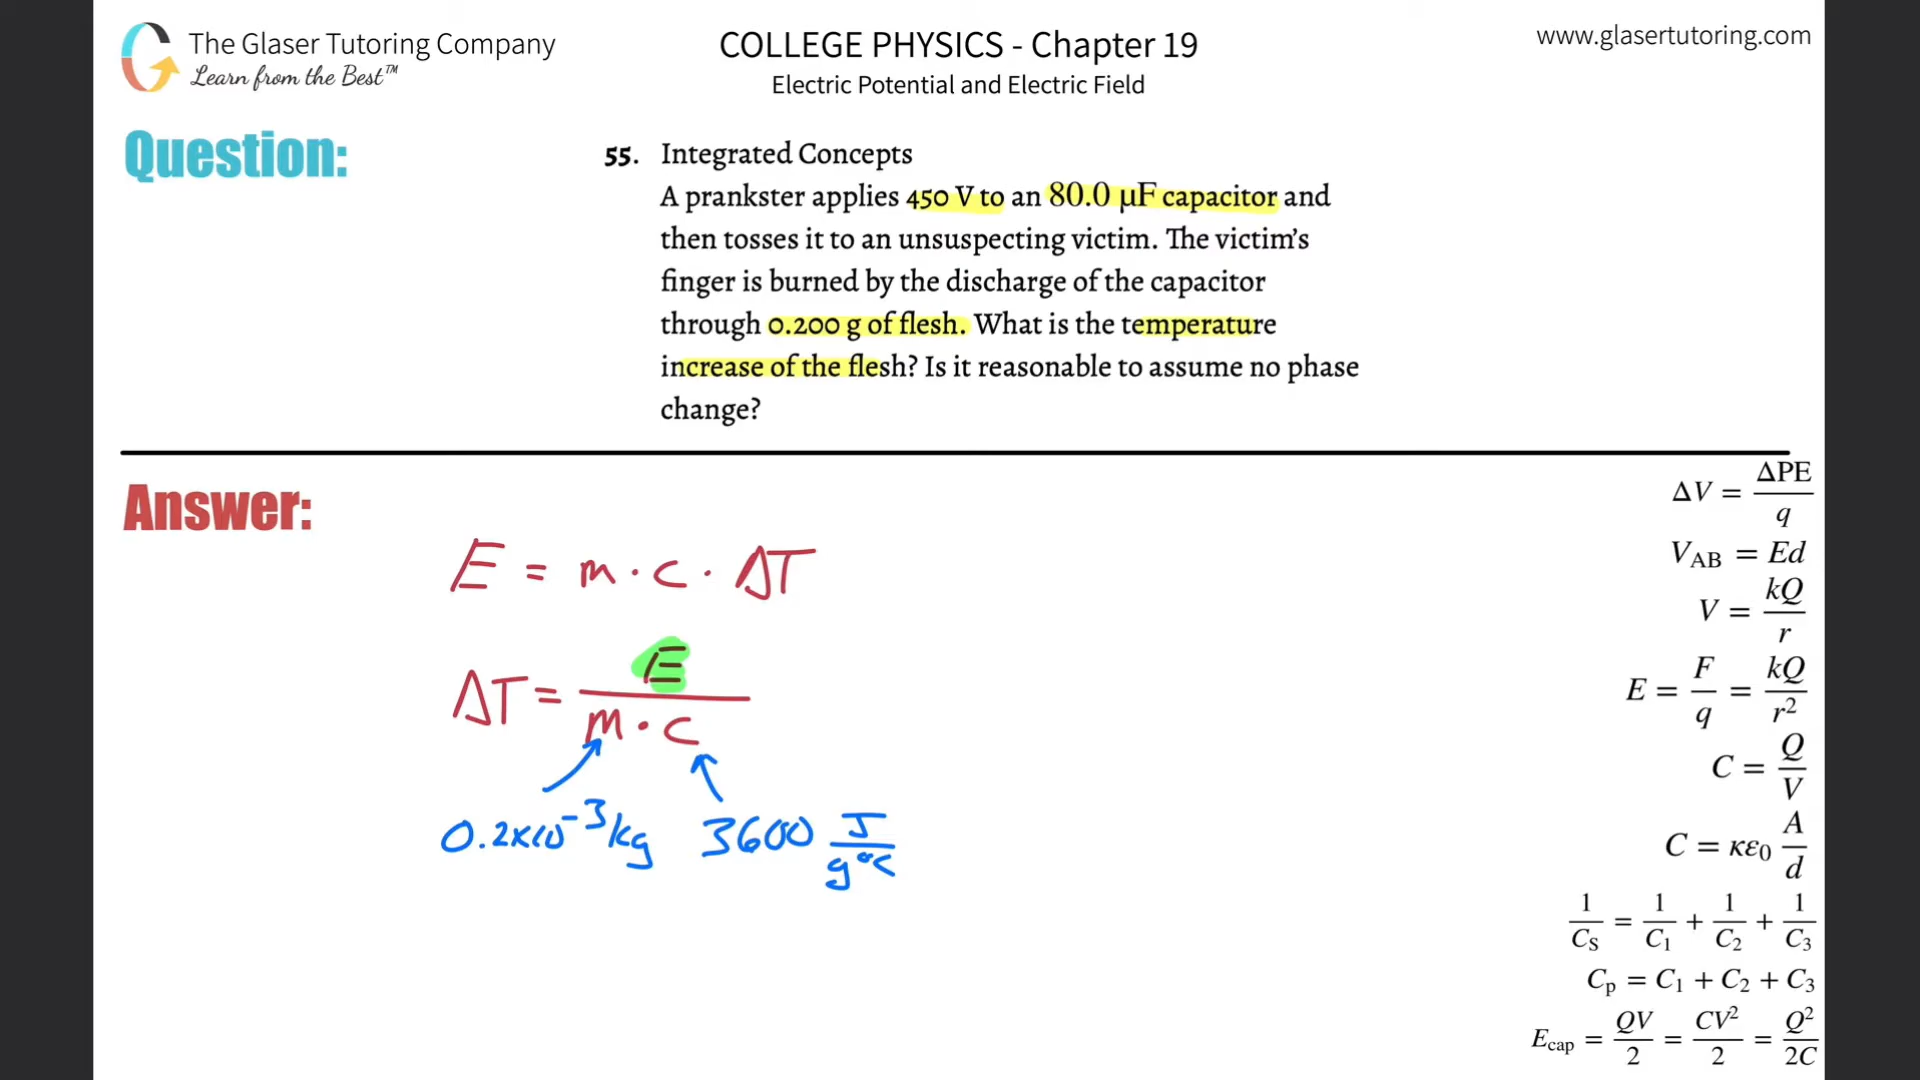 The Glaser Tutoring Company
Learn from the Best™
COLLEGE PHYSICS - Chapter 19
Electric Potential and Electric Field
www.glasertutoring.com
Question:
55. Integrated Concepts
A prankster applies 450 V to an 80.0 μF capacitor and
then tosses it to an unsuspecting victim. The victim's
finger is burned by the discharge of the capacitor
through 0.200 g of flesh. What is the temperature
increase of the flesh? Is it reasonable to assume no phase
change?
Answer:
E = m · c · ΔT
ΔT = E / m · c
0.2x10⁻³ kg 3600 J / g°C
ΔV = ΔPE / q
V_AB = Ed
V = kQ / r
E = F / q = kQ / r²
C = Q / V
C = κε₀ A / d
1 / C_S = 1 / C₁ + 1 / C₂ + 1 / C₃
C_p = C₁ + C₂ + C₃
E_cap = QV / 2 = CV² / 2 = Q² / 2C